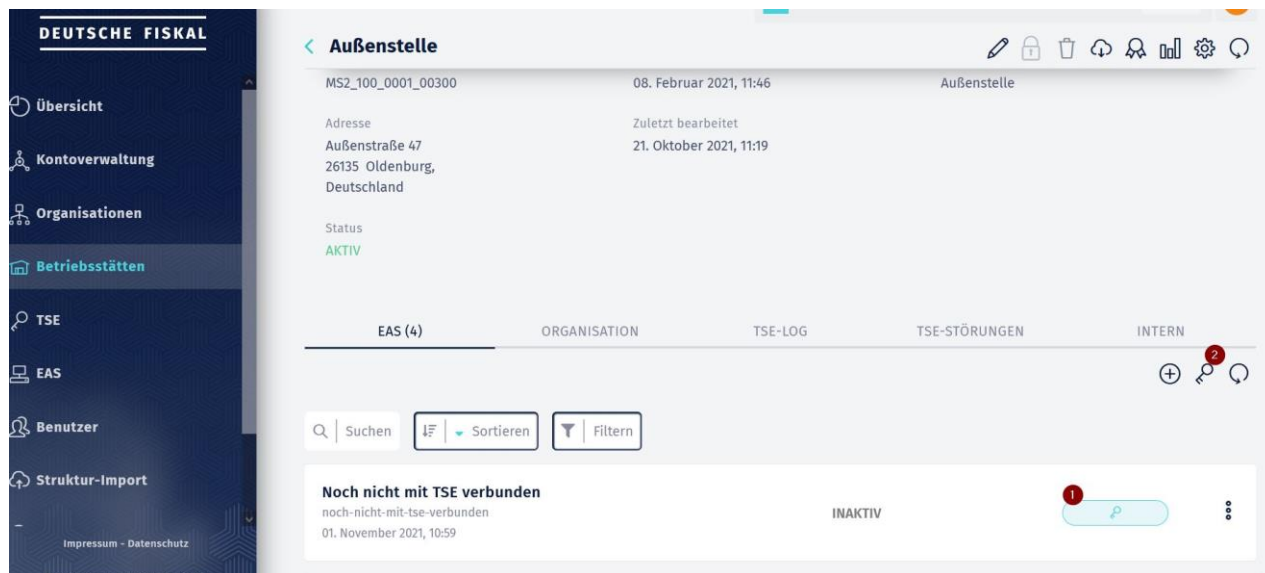 DEUTSCHE FISKAL
Übersicht
Kontoverwaltung
Organisationen
Betriebsstätten
TSE
EAS
Benutzer
Struktur-Import
Impressum - Datenschutz
Außenstelle
MS2_100_0001_00300
08. Februar 2021, 11:46
Außenstelle
Adresse
Außenstraße 47
26135 Oldenburg,
Deutschland
Zuletzt bearbeitet
21. Oktober 2021, 11:19
Status
AKTIV
EAS (4)
ORGANISATION
TSE-LOG
TSE-STÖRUNGEN
INTERN
2
Suchen
Sortieren
Filtern
Noch nicht mit TSE verbunden
noch-nicht-mit-tse-verbunden
01. November 2021, 10:59
INAKTIV
1